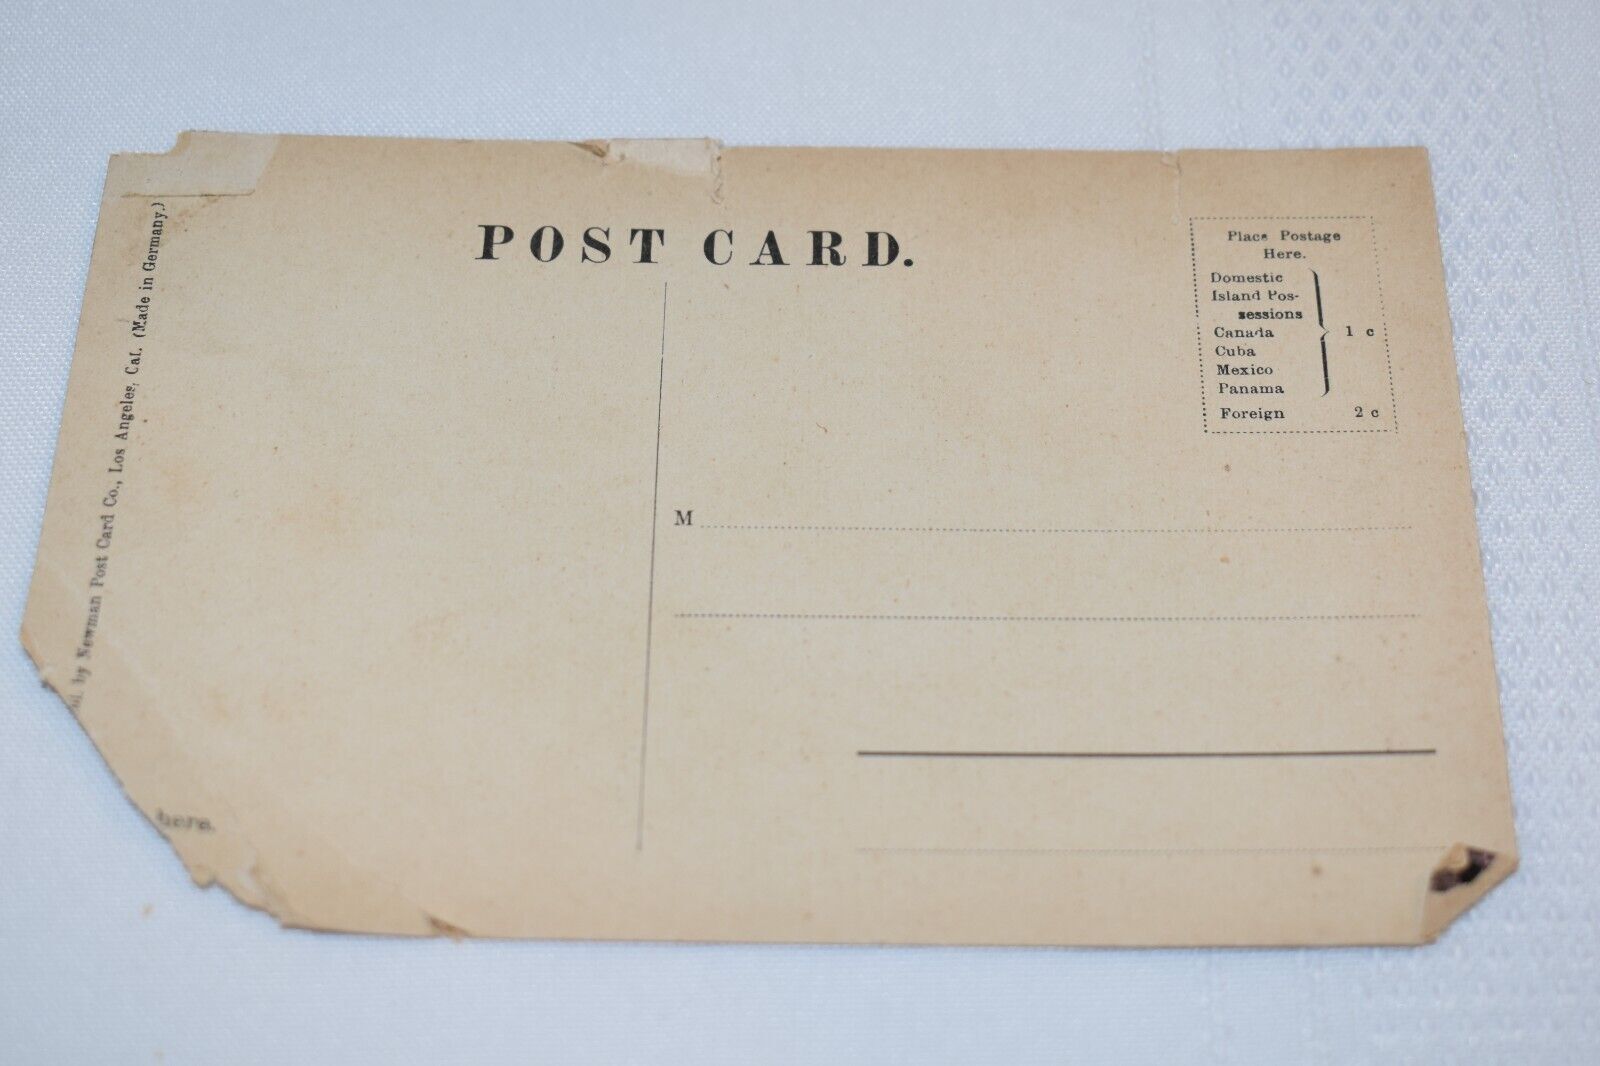 POST CARD.
Place Postage
Here.
Domestic
Island Pos-
sessions
Canada
Cuba
Mexico
Panama
1 c
Foreign 2 c
M
by Newman Post Card Co., Los Angeles, Cal. (Made in Germany.)
here.